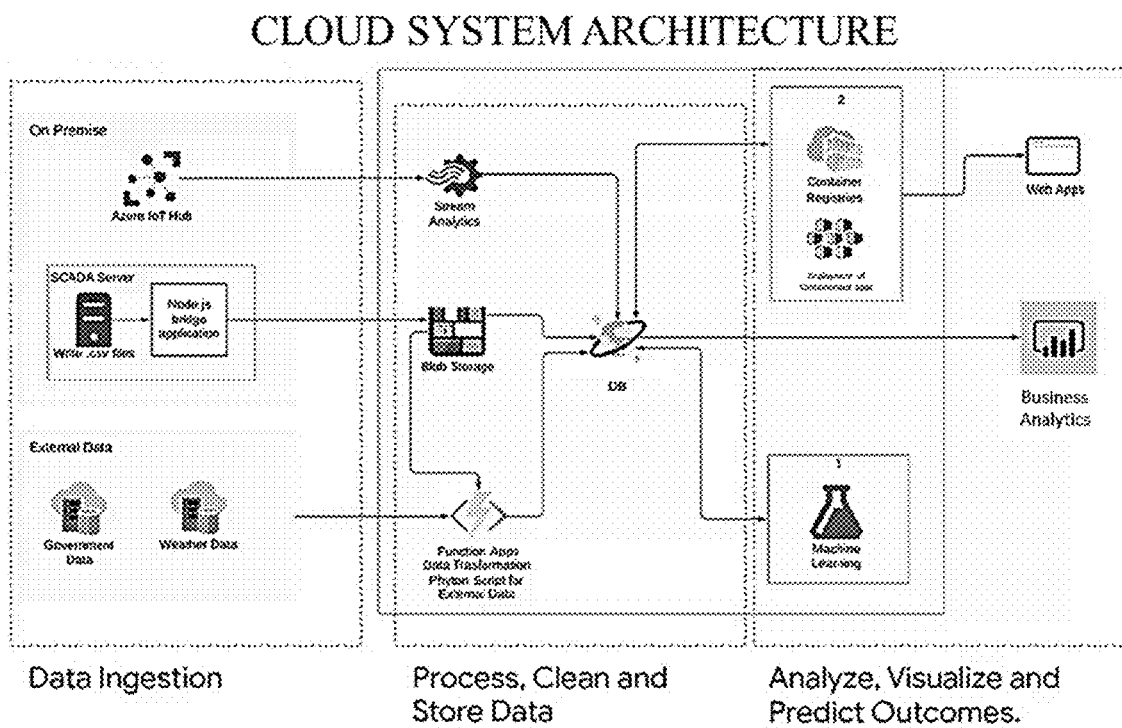 CLOUD SYSTEM ARCHITECTURE
On Premise
Azure IoT Hub
SCADA Server
Write .csv files
Node js
bridge
application
External Data
Government
Data
Weather Data
Stream
Analytics
Blob Storage
DB
Function Apps
Data Trasformation
Phyton Script for
External Data
2
Container
Registries
Web Apps
Business
Analytics
1
Machine
Learning
Data Ingestion
Process, Clean and
Store Data
Analyze, Visualize and
Predict Outcomes.